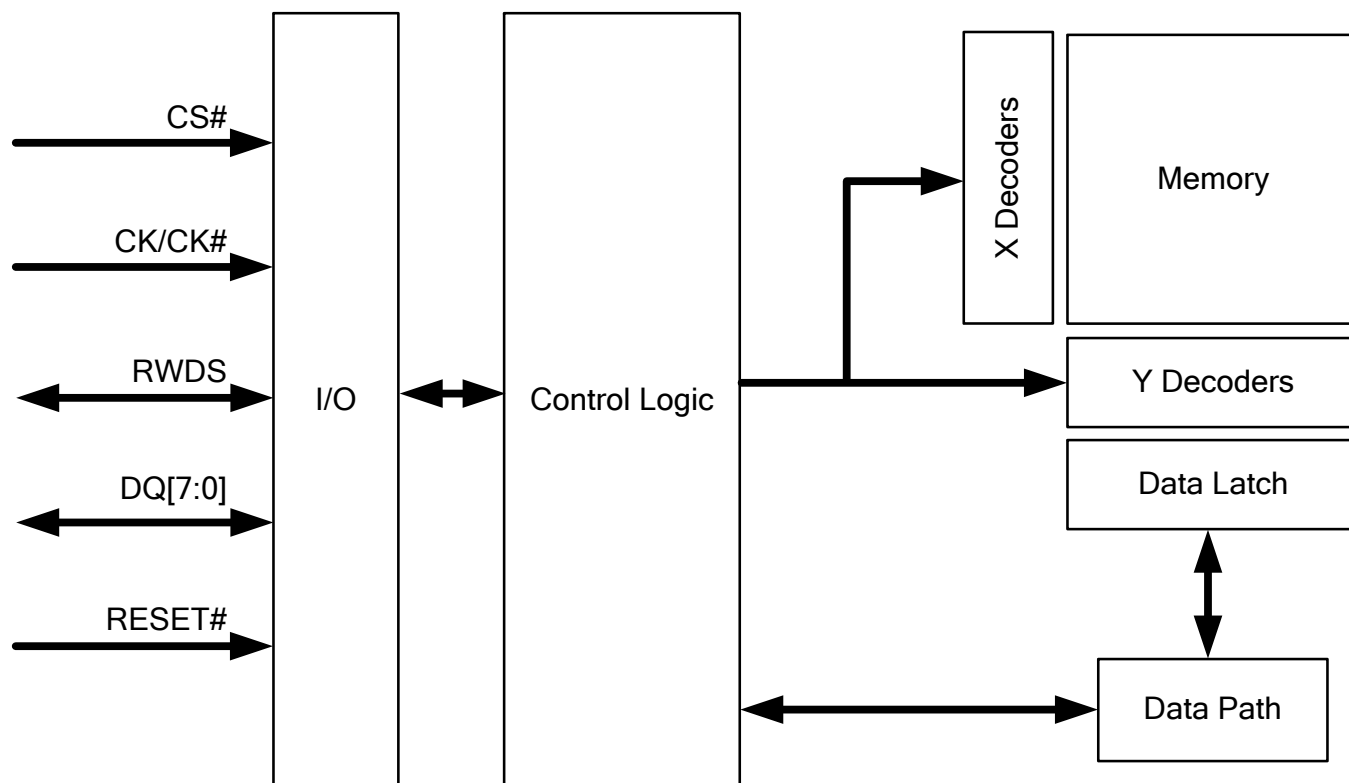 CS#
CK/CK#
RWDS
DQ[7:0]
RESET#
I/O
Control Logic
X Decoders
Memory
Y Decoders
Data Latch
Data Path